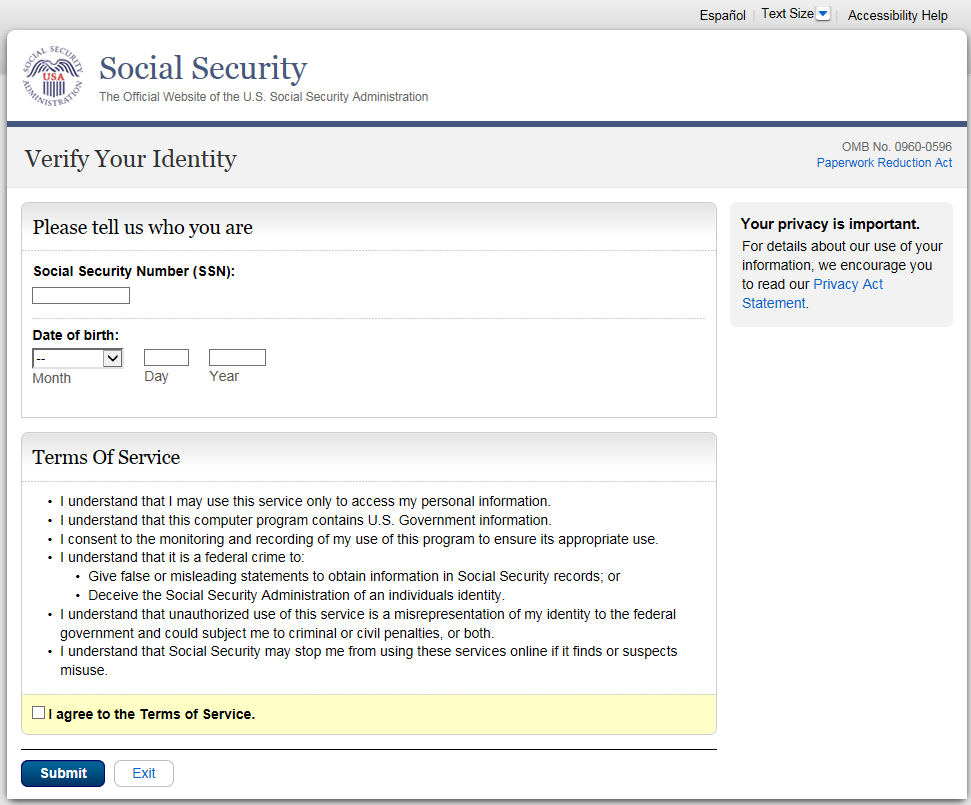 Español Text Size Accessibility Help
SOCIAL SECURITY ADMINISTRATION
USA
Social Security
The Official Website of the U.S. Social Security Administration
Verify Your Identity
OMB No. 0960-0596
Paperwork Reduction Act
Please tell us who you are
Social Security Number (SSN):
Date of birth:
--
Month Day Year
Your privacy is important.
For details about our use of your
information, we encourage you
to read our Privacy Act
Statement.
Terms Of Service
• I understand that I may use this service only to access my personal information.
• I understand that this computer program contains U.S. Government information.
• I consent to the monitoring and recording of my use of this program to ensure its appropriate use.
• I understand that it is a federal crime to:
• Give false or misleading statements to obtain information in Social Security records; or
• Deceive the Social Security Administration of an individuals identity.
• I understand that unauthorized use of this service is a misrepresentation of my identity to the federal
government and could subject me to criminal or civil penalties, or both.
• I understand that Social Security may stop me from using these services online if it finds or suspects
misuse.
I agree to the Terms of Service.
Submit Exit